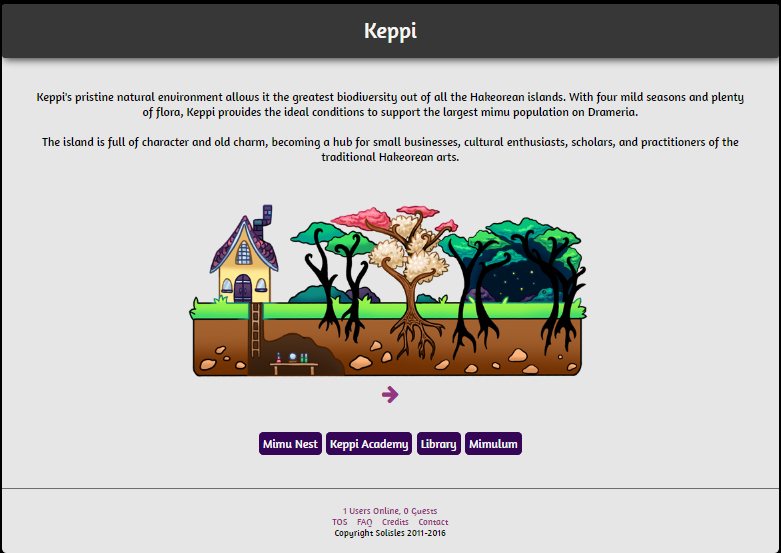 Keppi
Keppi's pristine natural environment allows it the greatest biodiversity out of all the Hakeorean islands. With four mild seasons and plenty
of flora, Keppi provides the ideal conditions to support the largest mimu population on Drameria.
The island is full of character and old charm, becoming a hub for small businesses, cultural enthusiasts, scholars, and practitioners of the
traditional Hakeorean arts.
Mimu Nest Keppi Academy Library Mimulum
1 Users Online, 0 Guests
TOS FAQ Credits Contact
Copyright Solisles 2011-2016